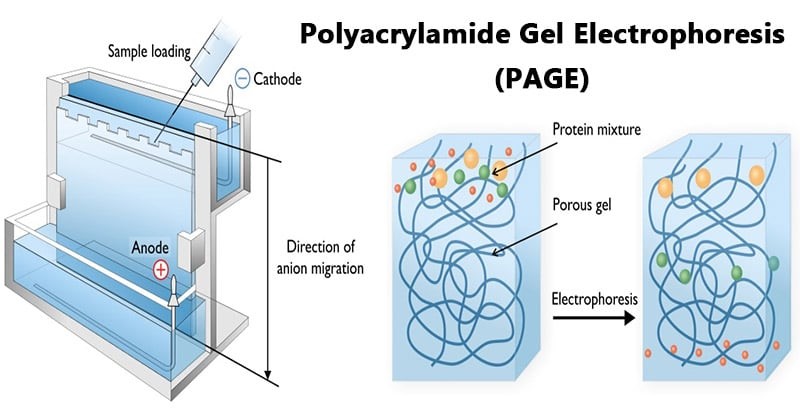 Polyacrylamide Gel Electrophoresis
(PAGE)
Sample loading
− Cathode
Anode
+
Direction of
anion migration
Protein mixture
Porous gel
Electrophoresis